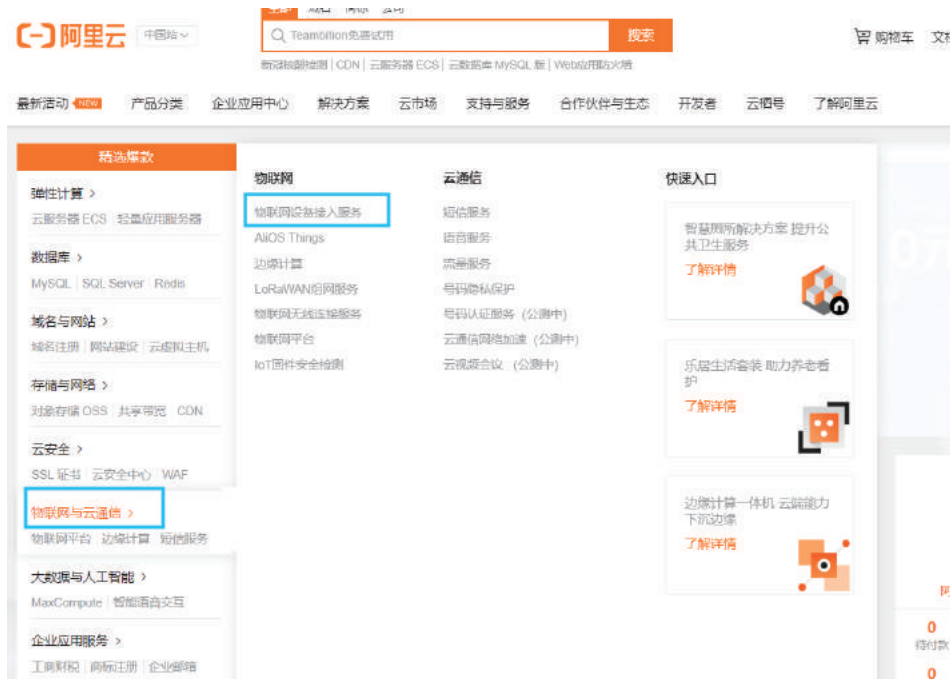 阿里云 中国站
Teambition免费试用 搜索
购物车
新冠核酸检测 | CDN | 云服务器 ECS | 云数据库 MySQL 版 | Web应用防火墙
最新活动 NEW 产品分类 企业应用中心 解决方案 云市场 支持与服务 合作伙伴与生态 开发者 云栖号 了解阿里云
精选爆款
弹性计算 >
云服务器 ECS 轻量应用服务器
数据库 >
MySQL SQL Server Redis
域名与网站 >
域名注册 网站建设 云虚拟主机
存储与网络 >
对象存储 OSS 共享带宽 CDN
云安全 >
SSL 证书 云安全中心 WAF
物联网与云通信 >
物联网平台 边缘计算 短信服务
大数据与人工智能 >
MaxCompute 智能语音交互
企业应用服务 >
工商财税 商标注册 企业邮箱
物联网
物联网设备接入服务
AliOS Things
边缘计算
LoRaWAN组网服务
物联网无线连接服务
物联网平台
IoT固件安全检测
云通信
短信服务
语音服务
流量服务
号码隐私保护
号码认证服务 (公测中)
云通信网络加速 (公测中)
云视频会议 (公测中)
快速入口
智慧厕所解决方案 提升公
共卫生服务
了解详情
乐居生活套装 助力养老看
护
了解详情
边缘计算一体机 云端能力
下沉边缘
了解详情
0
待付款
0